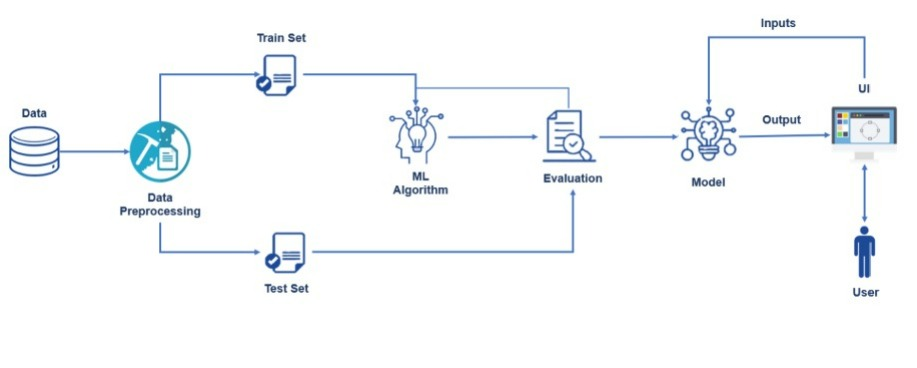 Inputs
Train Set
UI
Data
Output
ML
Algorithm
Evaluation
Model
Data
Preprocessing
Test Set
User